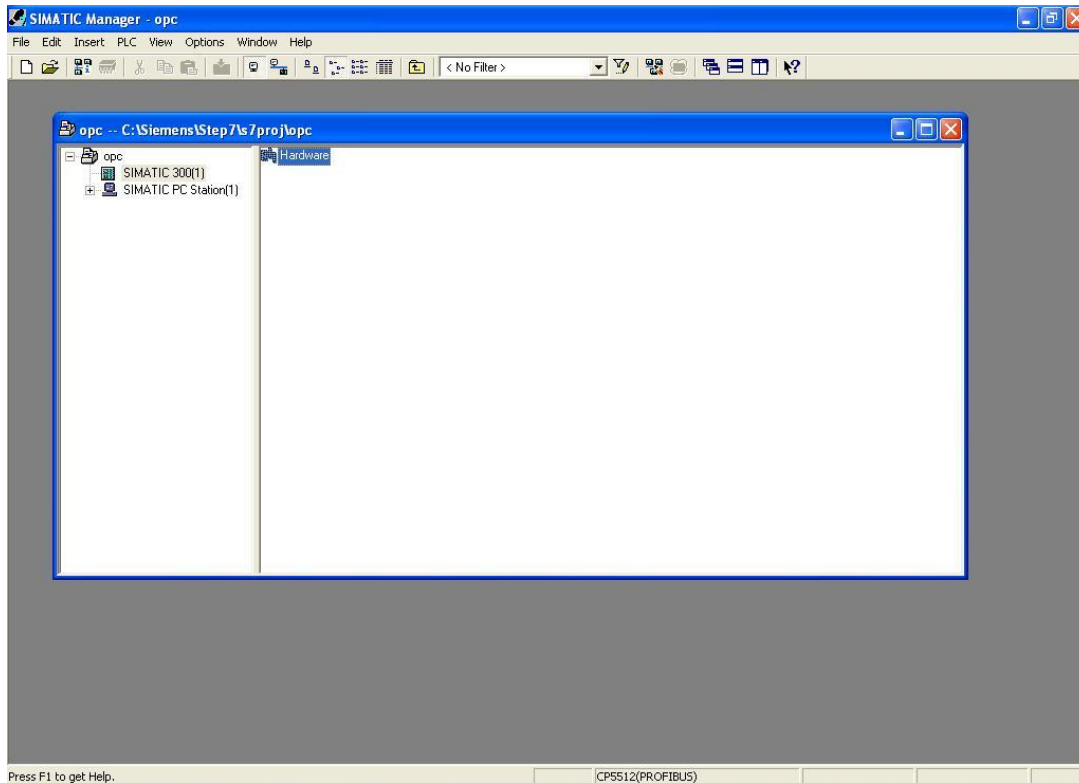 SIMATIC Manager - opc
File Edit Insert PLC View Options Window Help
< No Filter >
opc -- C:\Siemens\Step7\s7proj\opc
opc
SIMATIC 300(1)
SIMATIC PC Station(1)
Hardware
Press F1 to get Help.
CP5512(PROFIBUS)